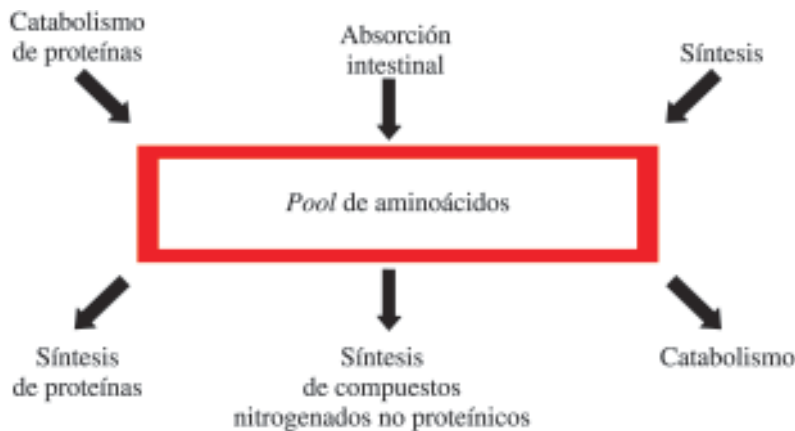 Catabolismo
de proteínas
Absorción
intestinal
Síntesis
Pool de aminoácidos
Síntesis
de proteínas
Síntesis
de compuestos
nitrogenados no proteínicos
Catabolismo